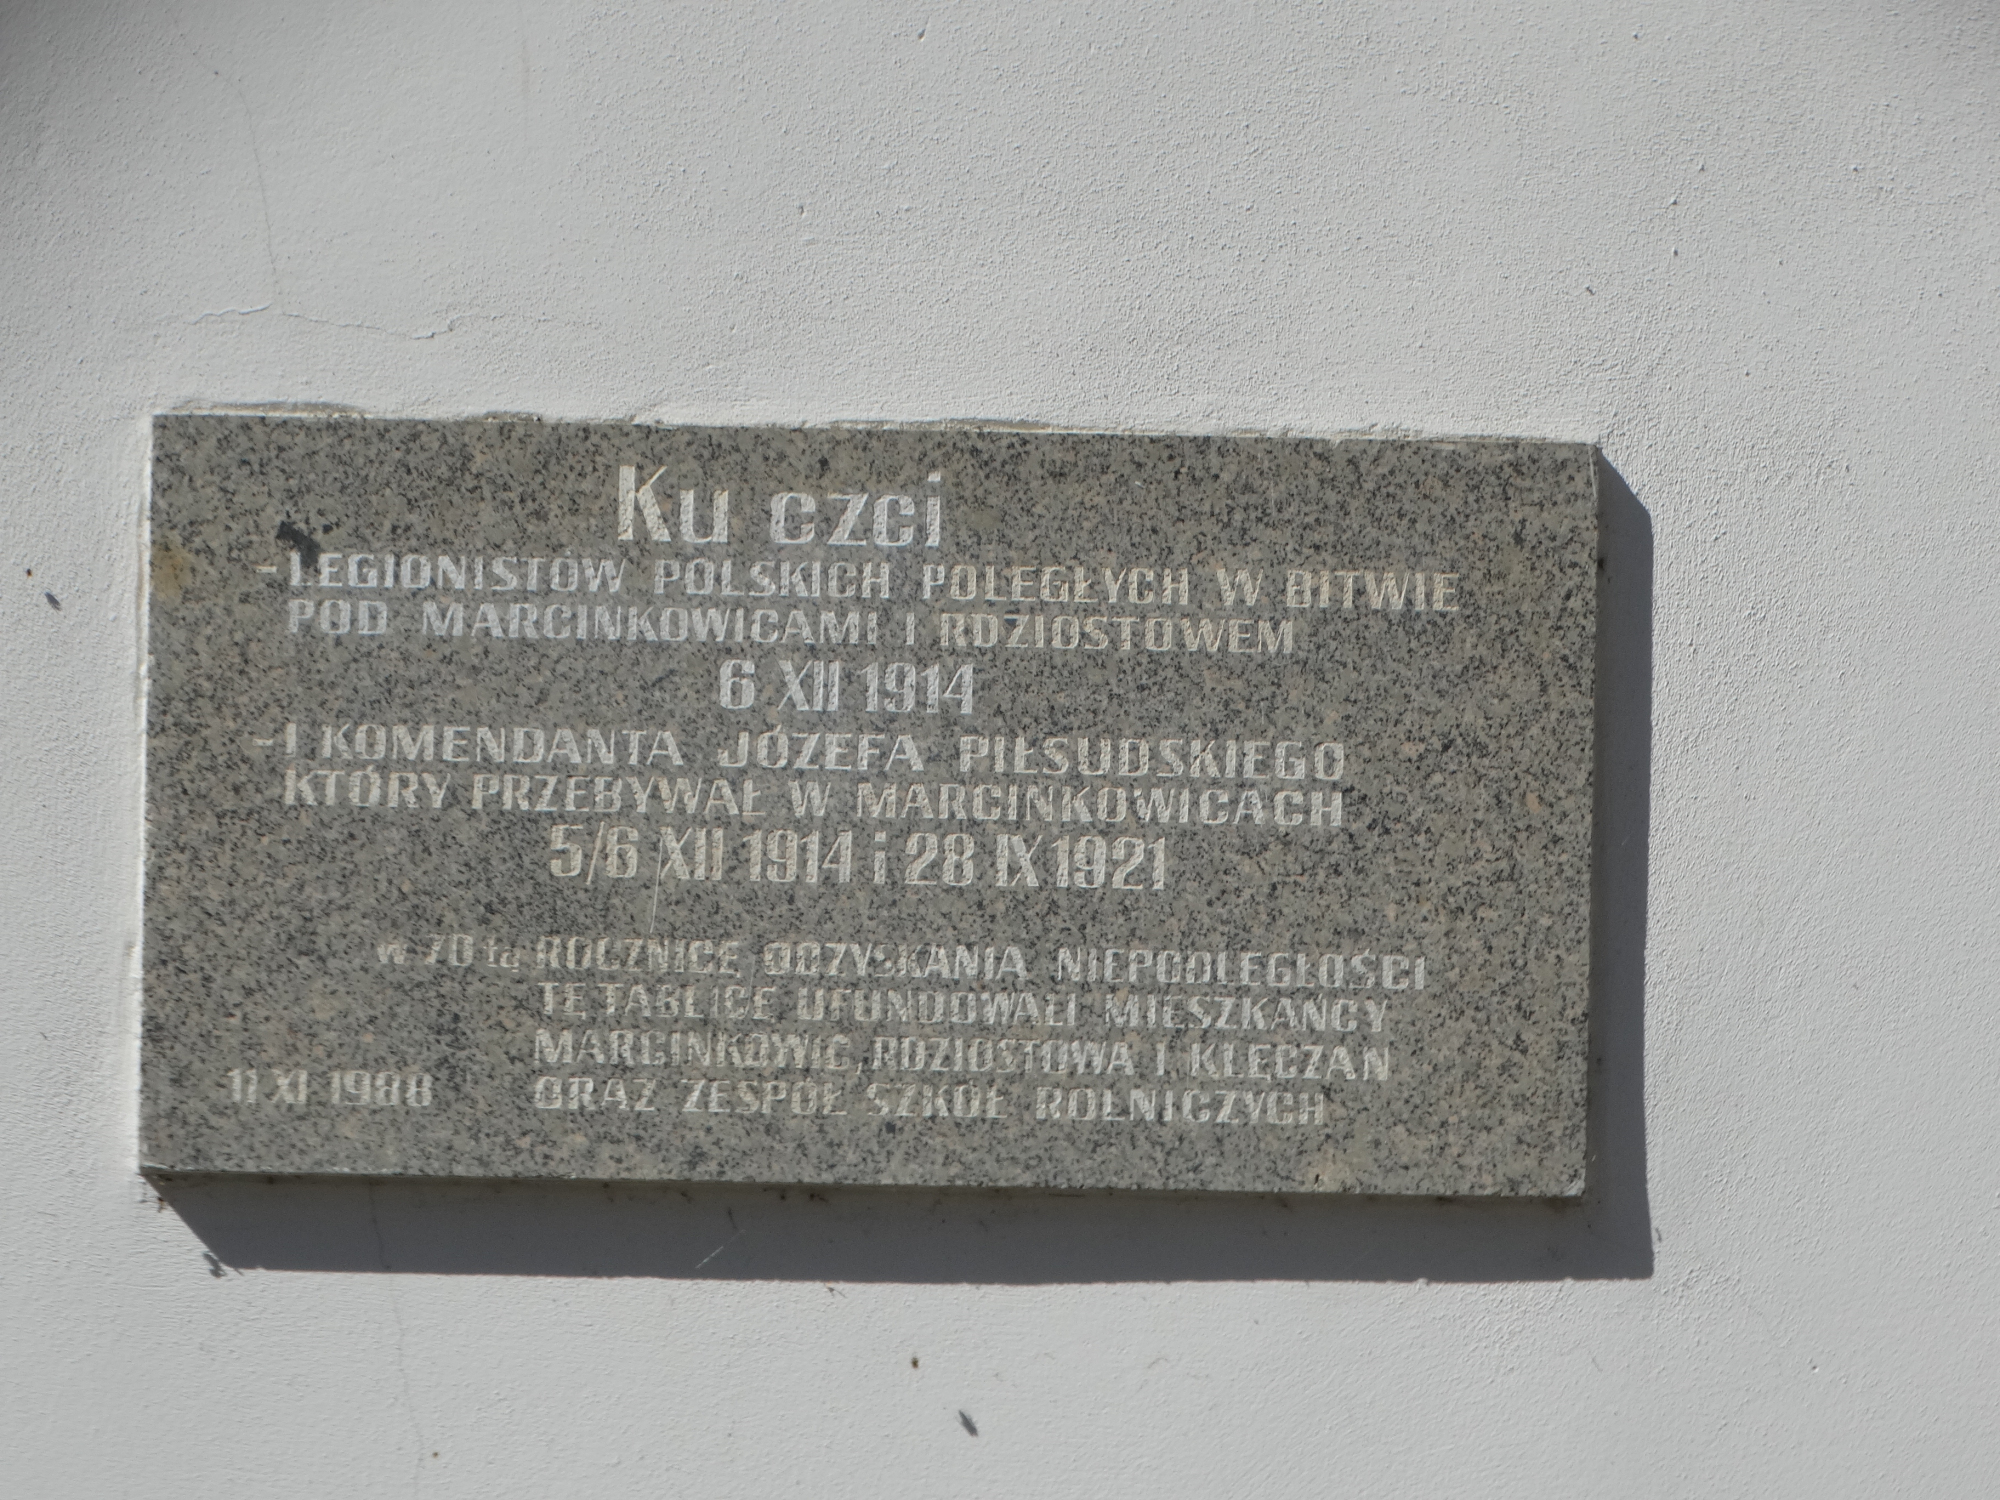 Ku czci
- LEGIONISTÓW POLSKICH POLEGŁYCH W BITWIE
POD MARCINKOWICAMI I RDZIOSTOWEM
6 XII 1914
- I KOMENDANTA JÓZEFA PIŁSUDSKIEGO
KTÓRY PRZEBYWAŁ W MARCINKOWICACH
5/6 XII 1914 i 28 IX 1921
w 70 tą ROCZNICĘ ODZYSKANIA NIEPODLEGŁOŚCI
TĘ TABLICĘ UFUNDOWALI MIESZKAŃCY
MARCINKOWIC, RDZIOSTOWA I KLĘCZAN
11 XI 1988 ORAZ ZESPÓŁ SZKÓŁ ROLNICZYCH